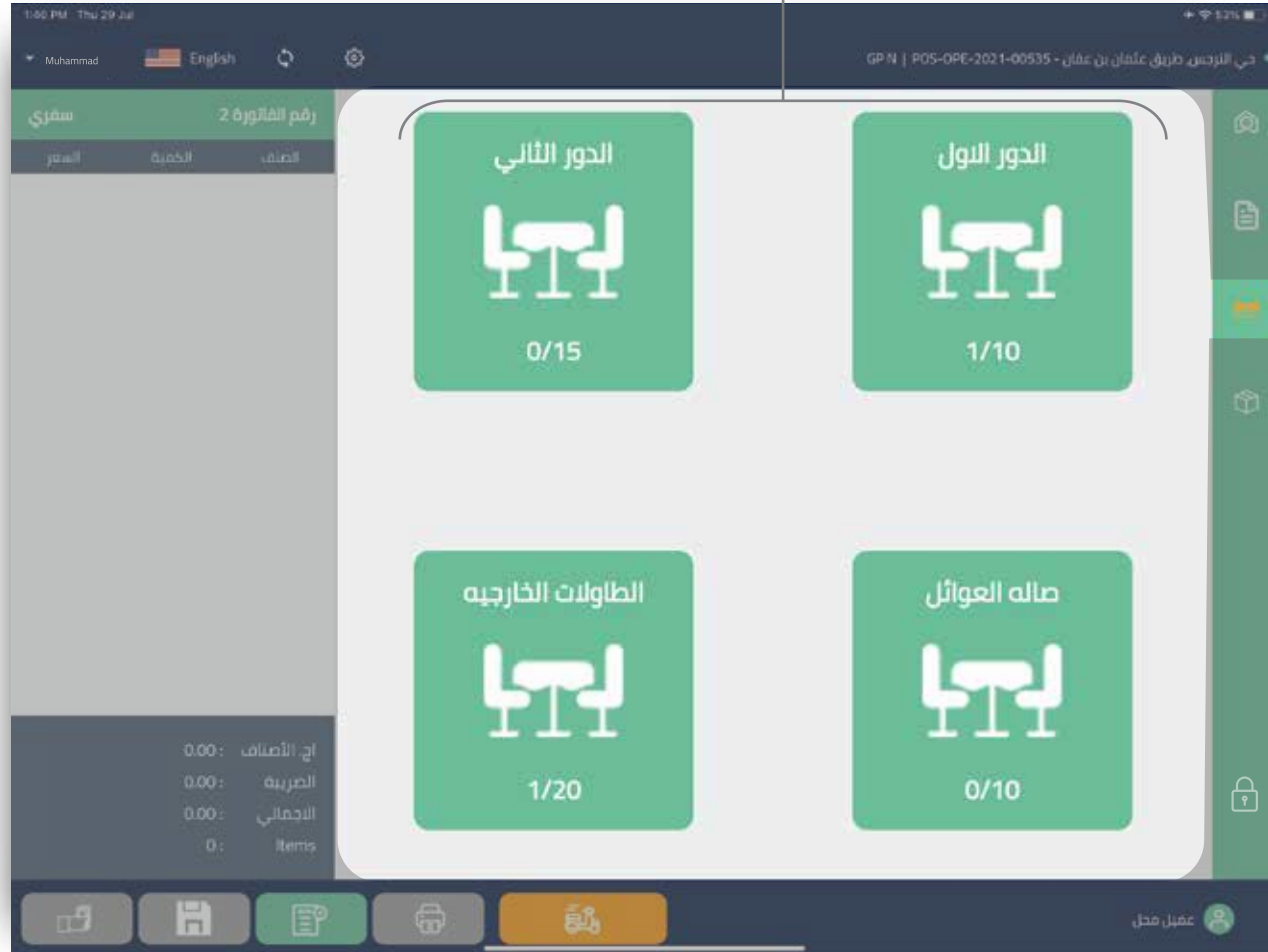 1:00 PM Thu 29 Jul
52%
Muhammad
English
حي النرجس, طريق عثمان بن عفان - GP N | POS-OPE-2021-00535
رقم الفاتورة 2
سفري
الصنف الكمية السعر
الدور الاول
1/10
الدور الثاني
0/15
صاله العوائل
0/10
الطاولات الخارجيه
1/20
اج. الأصناف : 0.00
الضريبة : 0.00
الاجمالي : 0.00
Items : 0
عميل محل